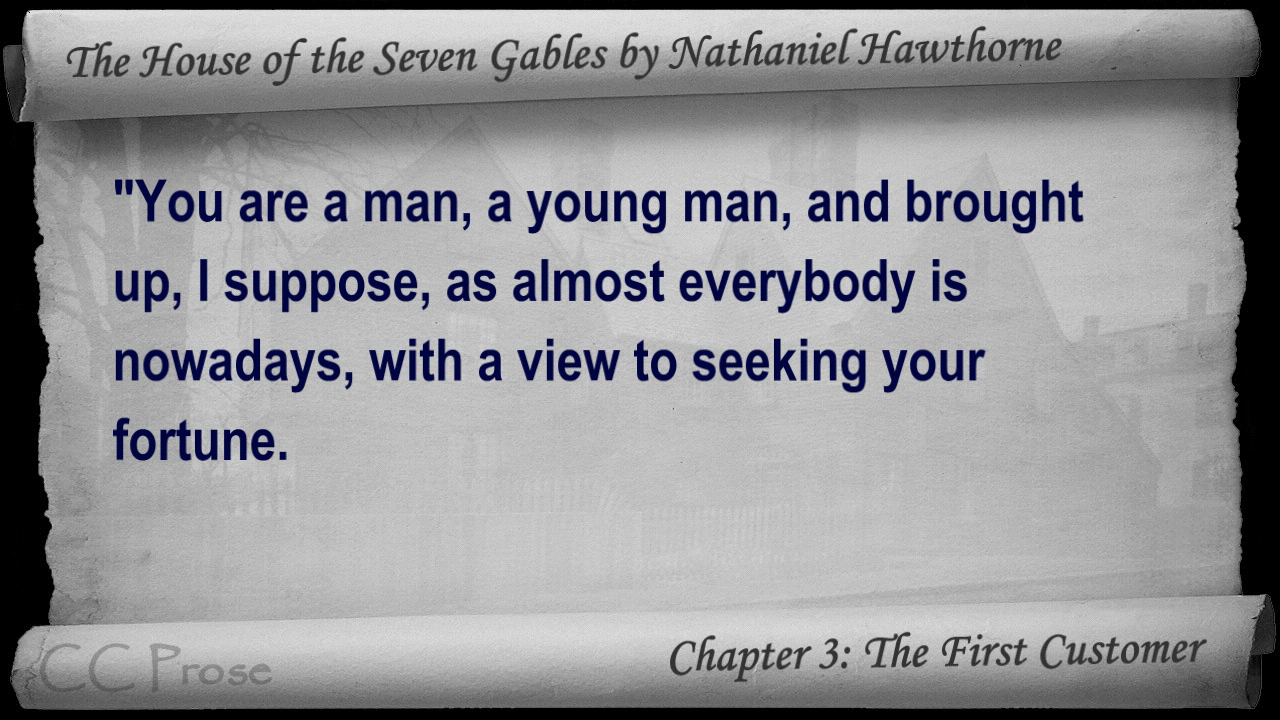 The House of the Seven Gables by Nathaniel Hawthorne
"You are a man, a young man, and brought
up, I suppose, as almost everybody is
nowadays, with a view to seeking your
fortune.
CC Prose
Chapter 3: The First Customer